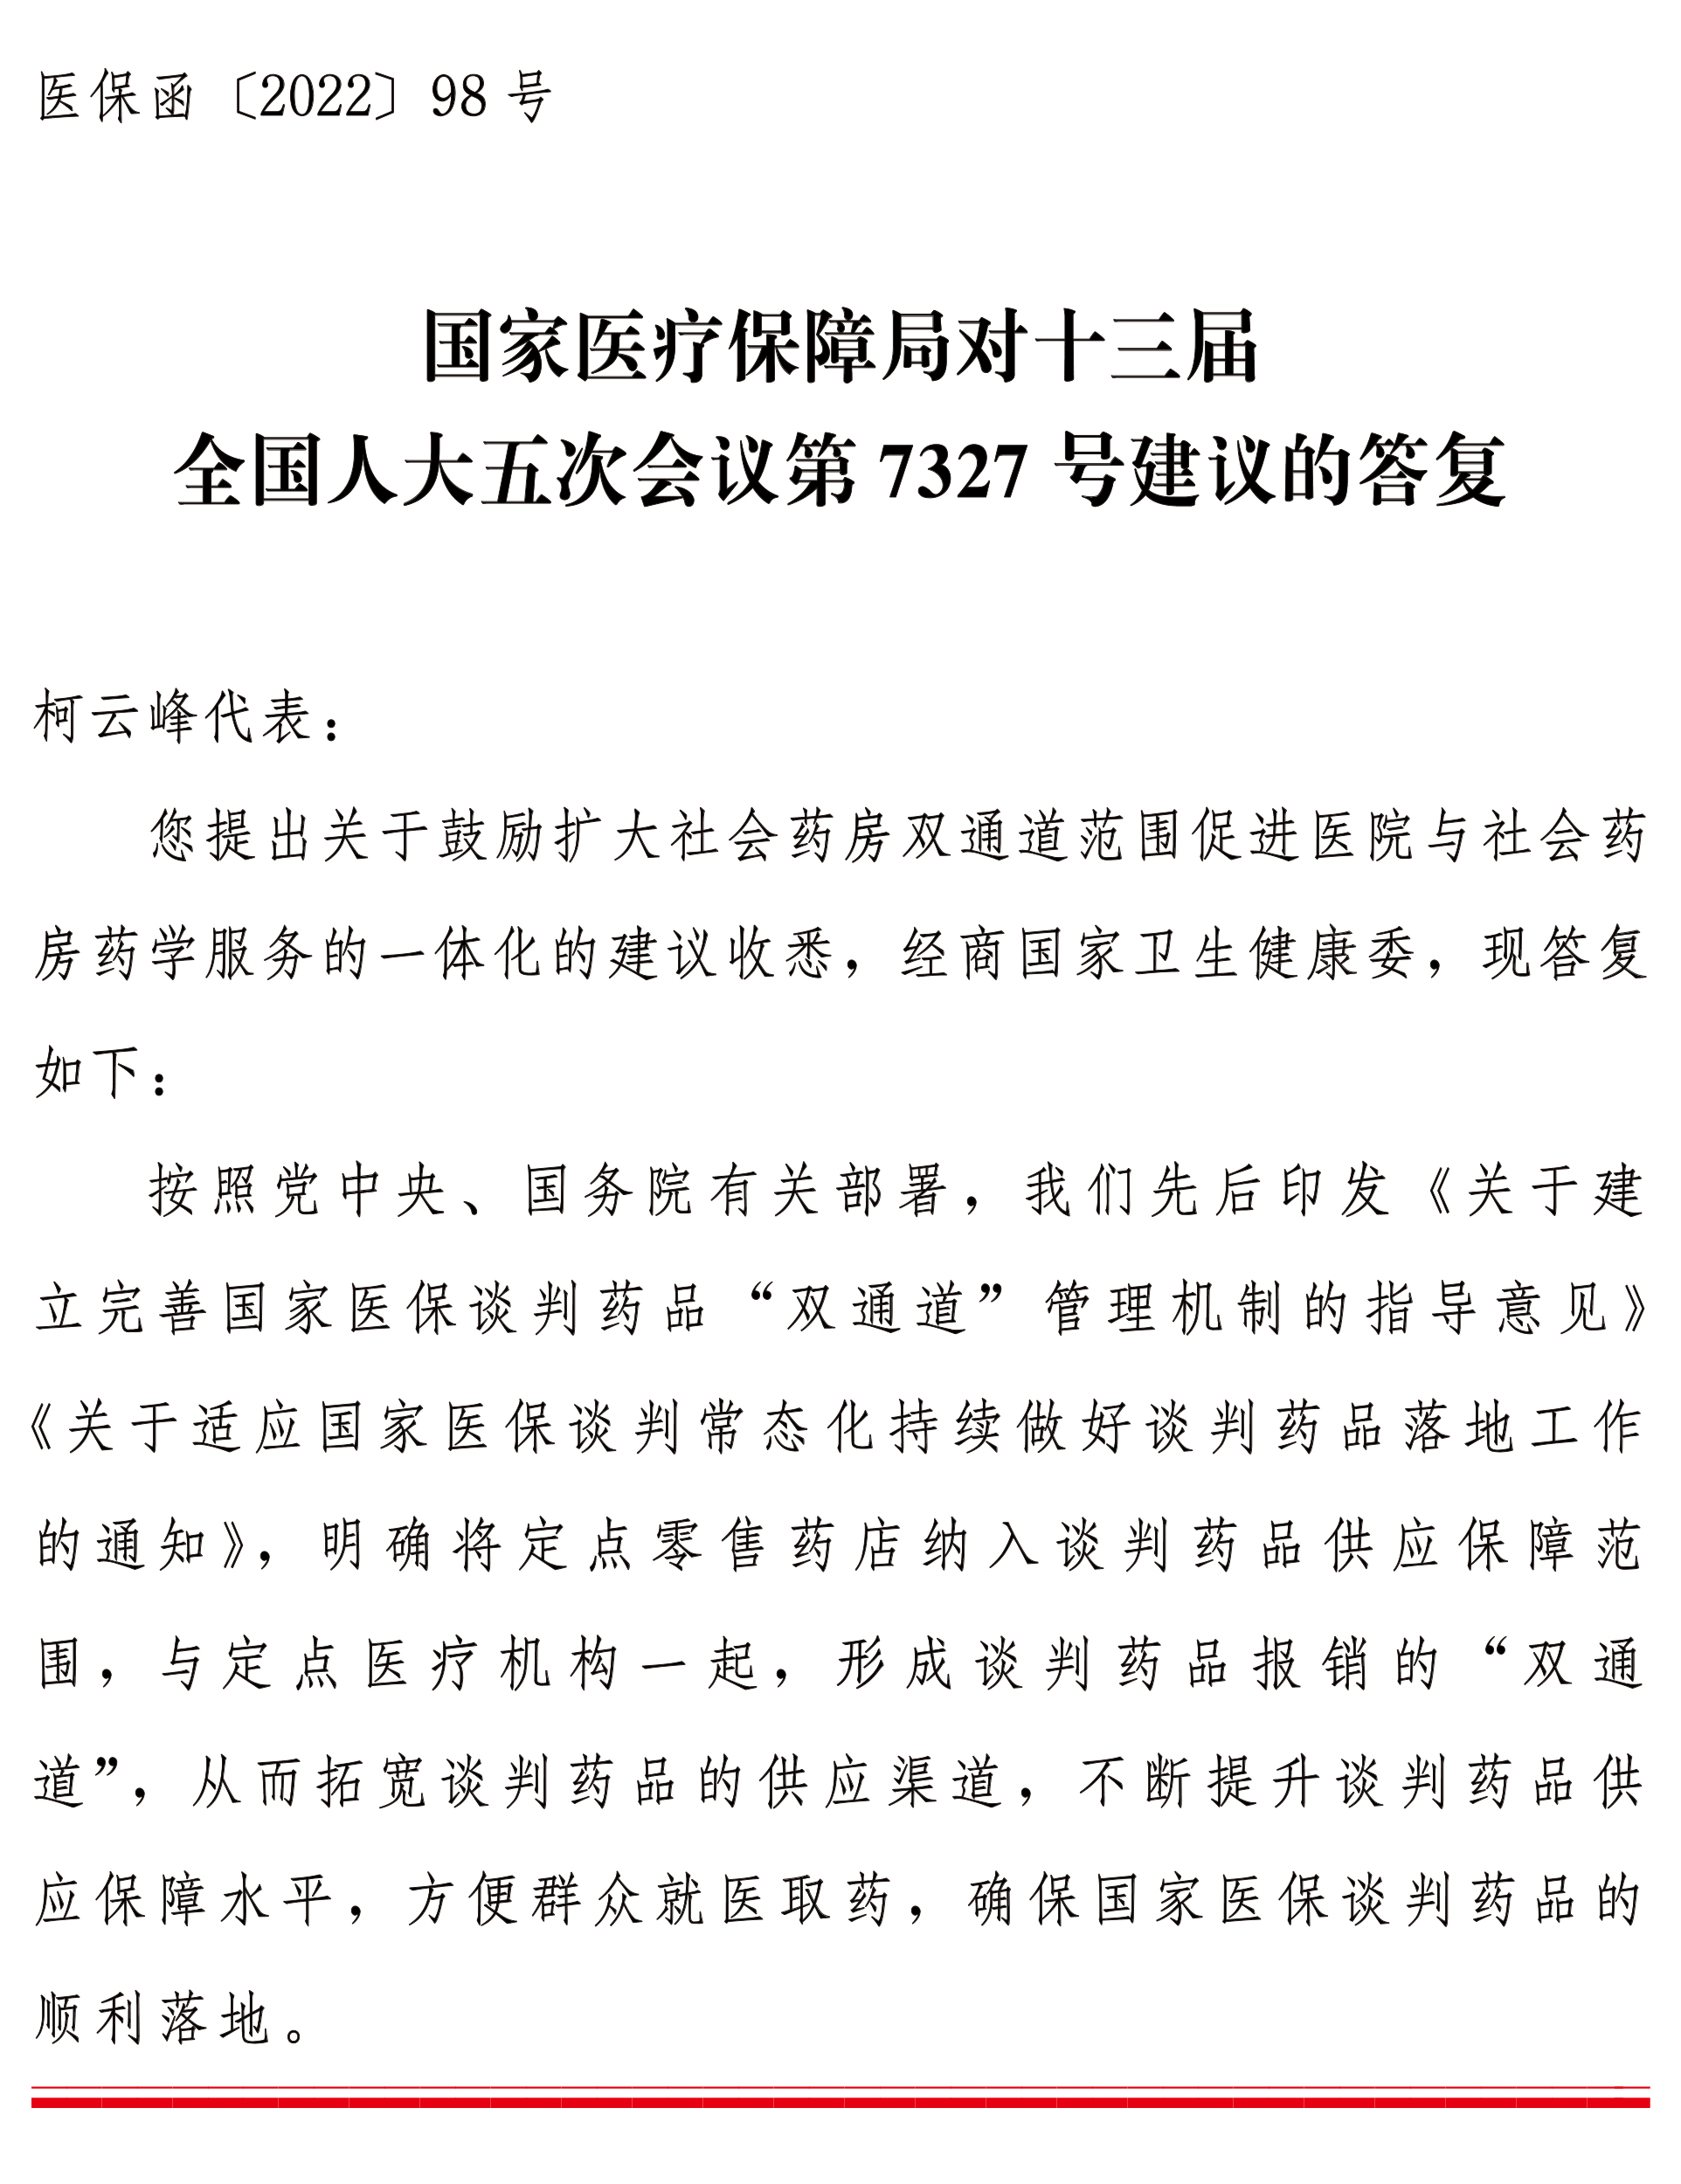 医保函〔2022〕98号
国家医疗保障局对十三届
全国人大五次会议第 7327 号建议的答复
柯云峰代表：
您提出关于鼓励扩大社会药房双通道范围促进医院与社会药
房药学服务的一体化的建议收悉，经商国家卫生健康委，现答复
如下：
按照党中央、国务院有关部署，我们先后印发《关于建
立完善国家医保谈判药品“双通道”管理机制的指导意见》
《关于适应国家医保谈判常态化持续做好谈判药品落地工作
的通知》，明确将定点零售药店纳入谈判药品供应保障范
围，与定点医疗机构一起，形成谈判药品报销的“双通
道”，从而拓宽谈判药品的供应渠道，不断提升谈判药品供
应保障水平，方便群众就医取药，确保国家医保谈判药品的
顺利落地。